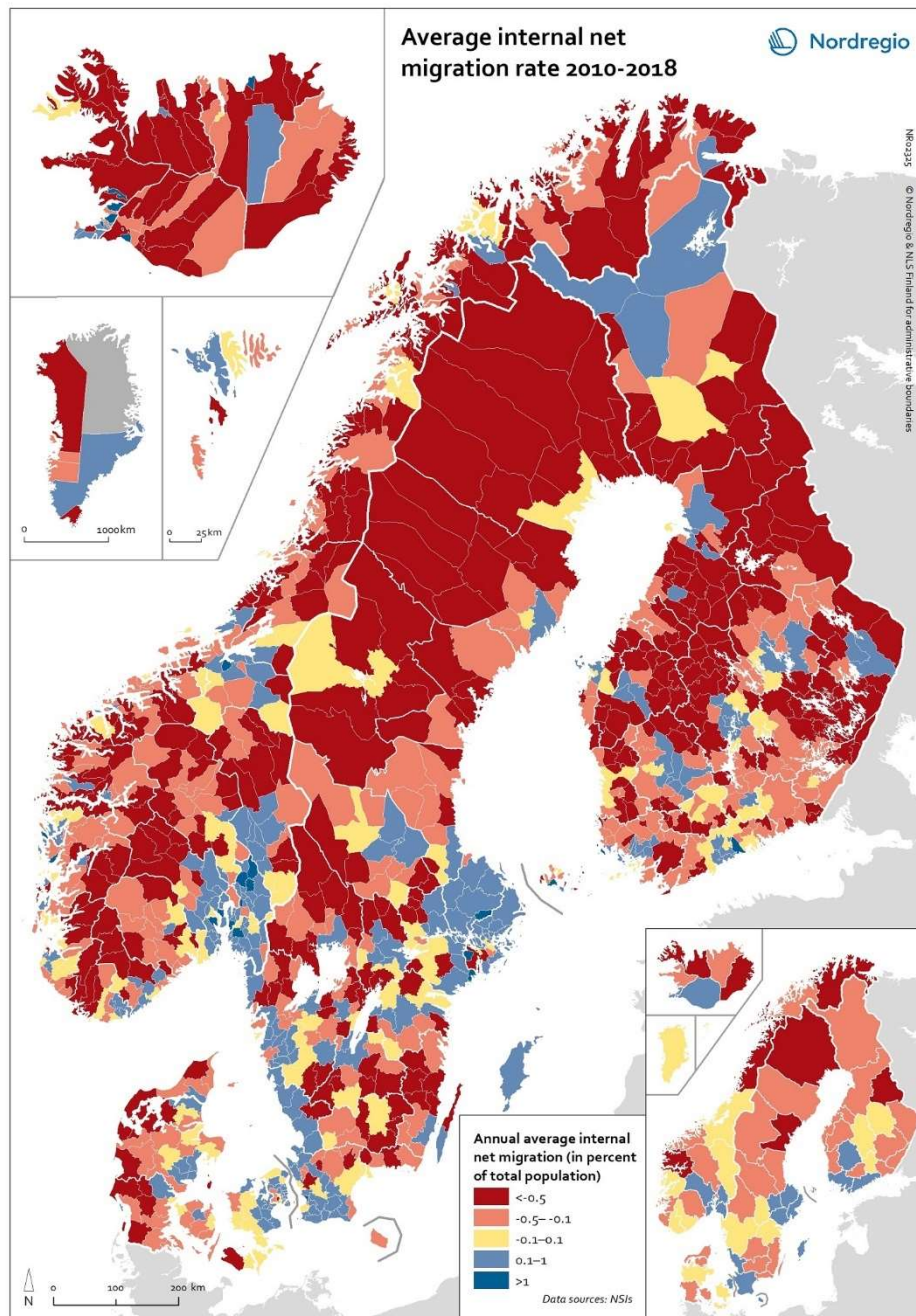 Average internal net
migration rate 2010-2018
Nordregio
NR02325 © Nordregio & NLS Finland for administrative boundaries
0 1000km
0 25km
Annual average internal
net migration (in percent
of total population)
<-0.5
-0.5– -0.1
-0.1–0.1
0.1–1
>1
Data sources: NSIs
N
0 100 200 km